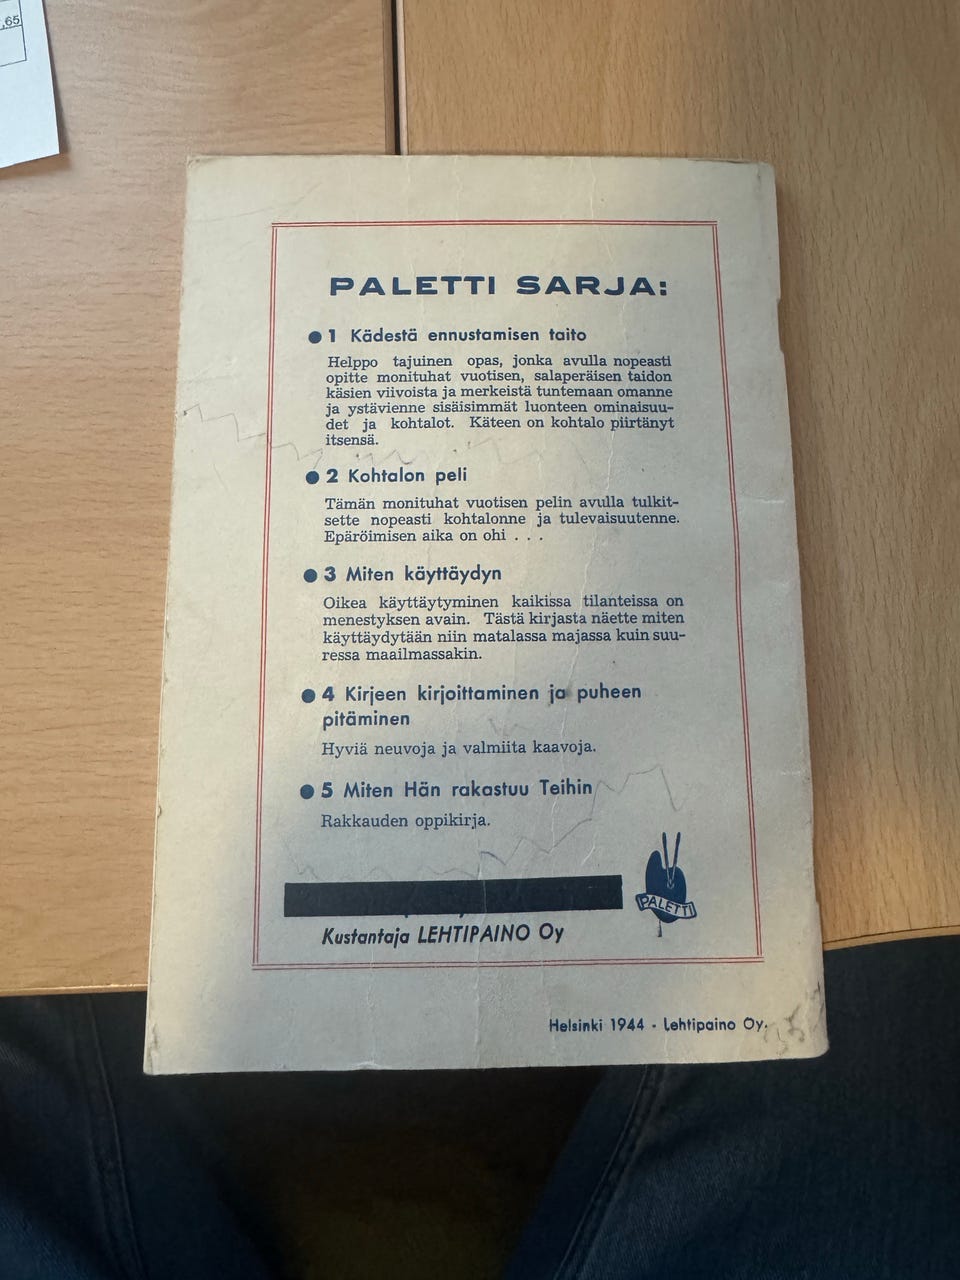 ,65
PALETTI SARJA:
● 1 Kädestä ennustamisen taito
Helppo tajuinen opas, jonka avulla nopeasti
opitte monituhat vuotisen, salaperäisen taidon
käsien viivoista ja merkeistä tuntemaan omanne
ja ystävienne sisäisimmät luonteen ominaisuu-
det ja kohtalot. Käteen on kohtalo piirtänyt
itsensä.
● 2 Kohtalon peli
Tämän monituhat vuotisen pelin avulla tulkit-
sette nopeasti kohtalonne ja tulevaisuutenne.
Epäröimisen aika on ohi . . .
● 3 Miten käyttäydyn
Oikea käyttäytyminen kaikissa tilanteissa on
menestyksen avain. Tästä kirjasta näette miten
käyttäydytään niin matalassa majassa kuin suu-
ressa maailmassakin.
● 4 Kirjeen kirjoittaminen ja puheen
pitäminen
Hyviä neuvoja ja valmiita kaavoja.
● 5 Miten Hän rakastuu Teihin
Rakkauden oppikirja.
PALETTI
Kustantaja LEHTIPAINO Oy
Helsinki 1944 - Lehtipaino Oy.